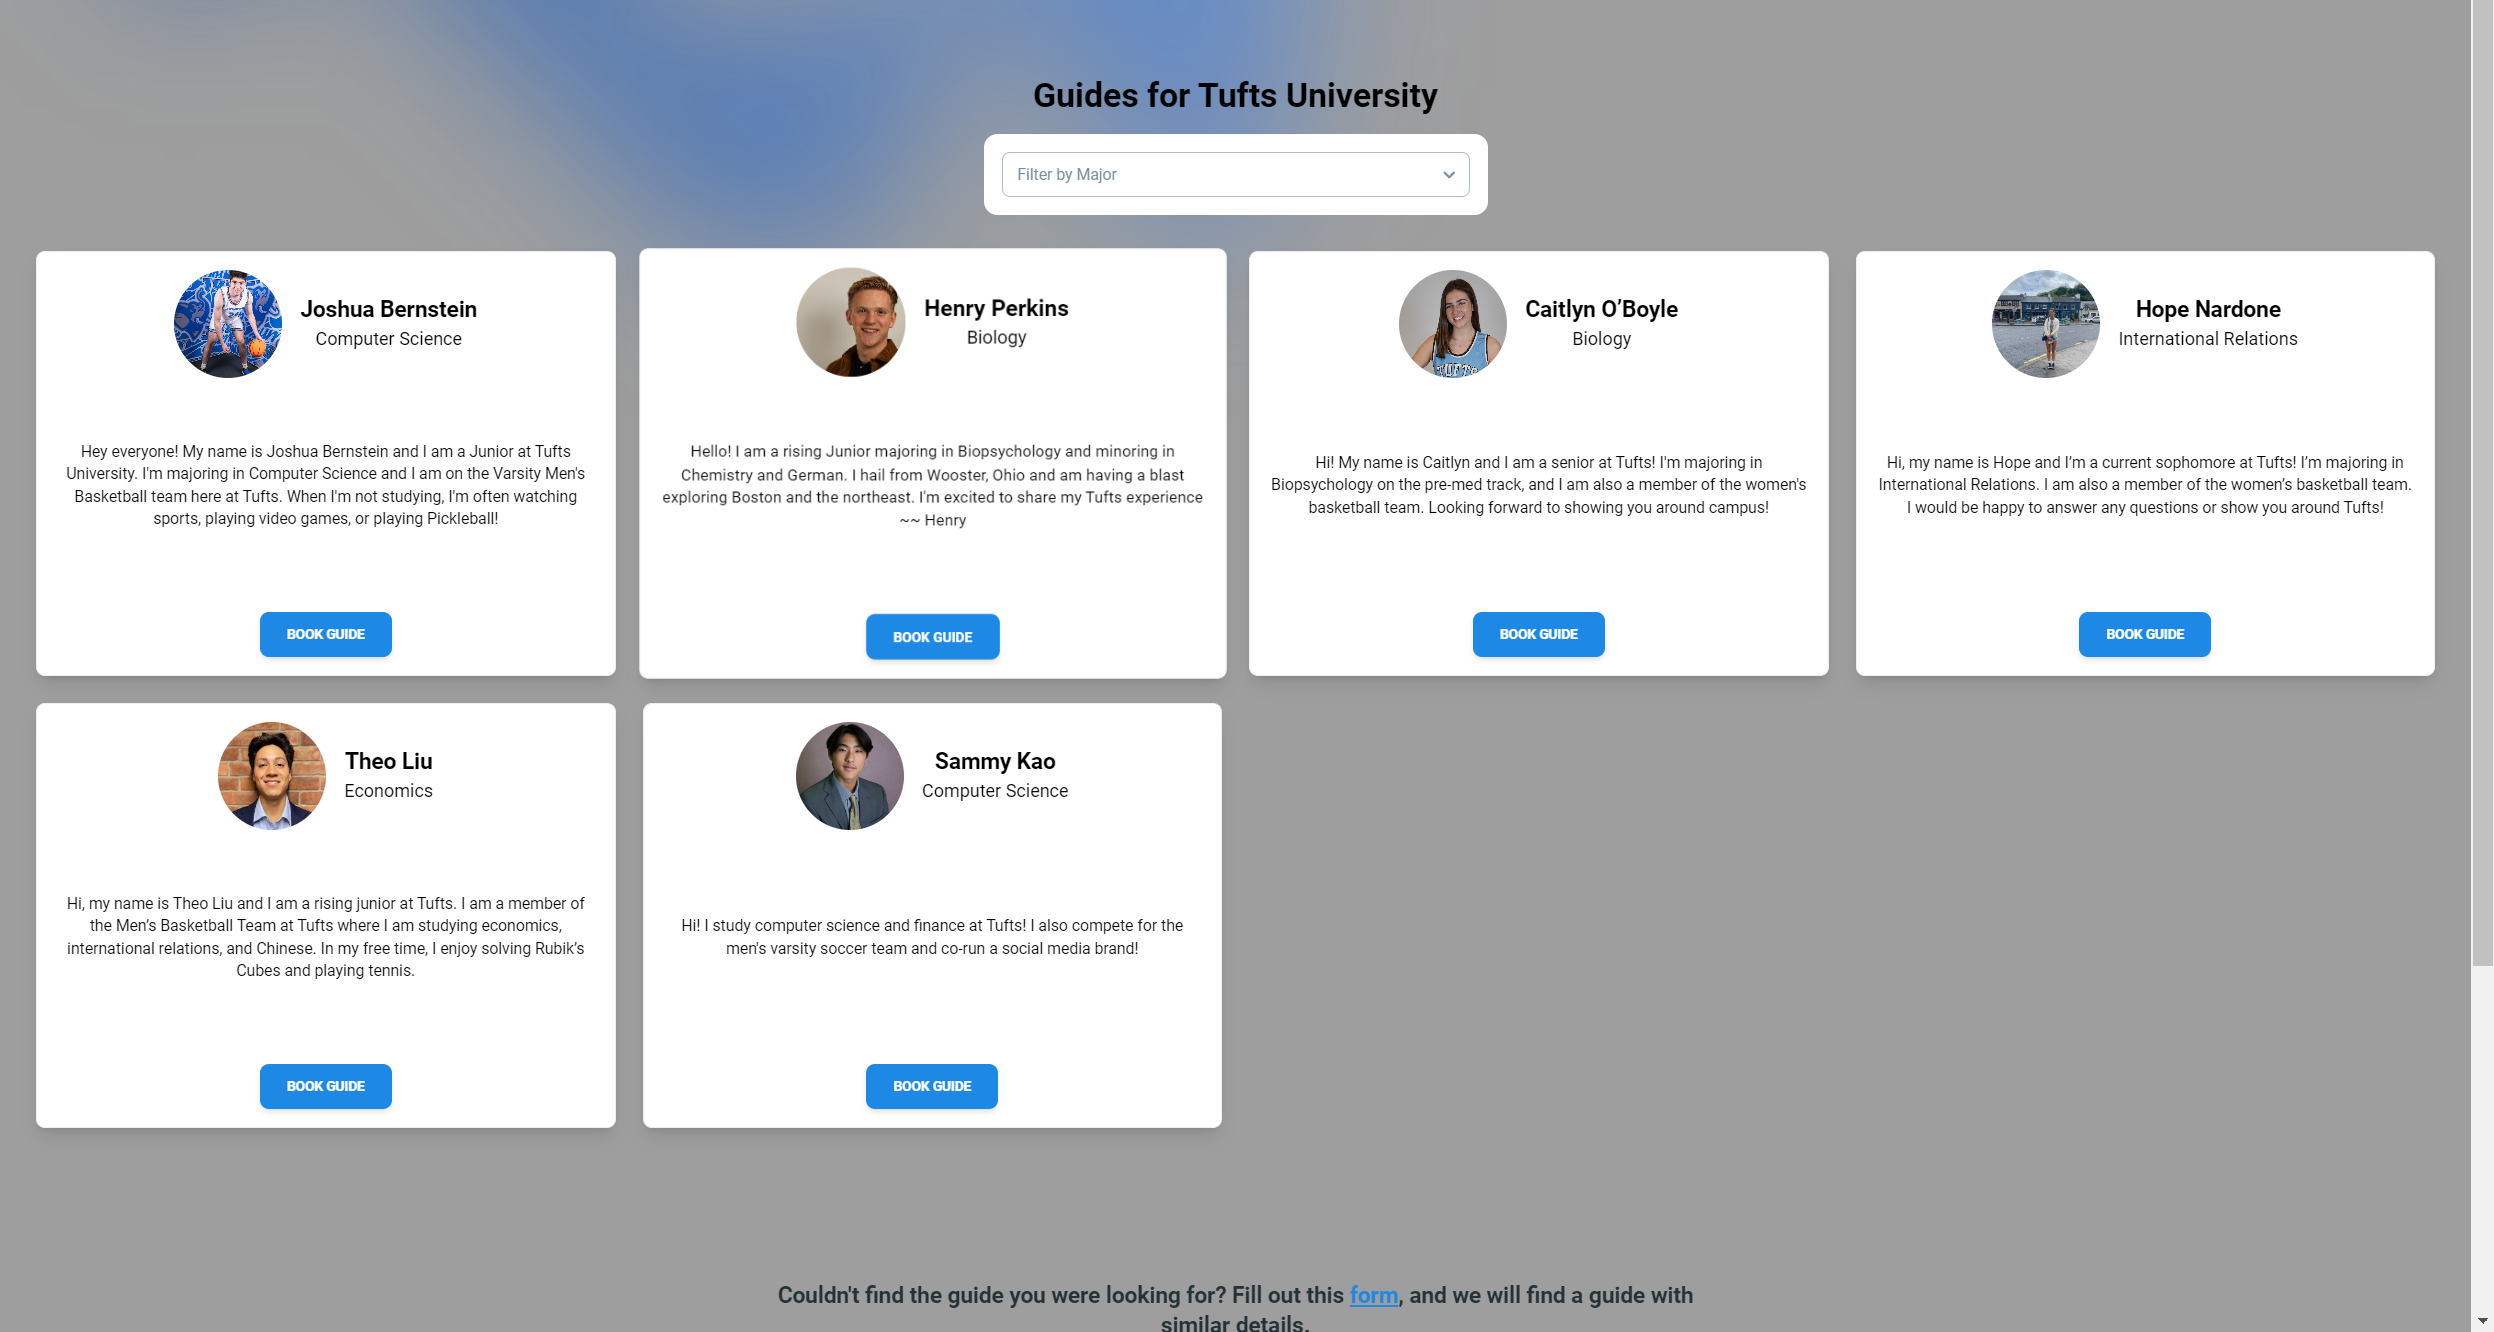 Guides for Tufts University
Filter by Major
Joshua Bernstein
Computer Science
Hey everyone! My name is Joshua Bernstein and I am a Junior at Tufts
University. I'm majoring in Computer Science and I am on the Varsity Men's
Basketball team here at Tufts. When I'm not studying, I'm often watching
sports, playing video games, or playing Pickleball!
BOOK GUIDE
Henry Perkins
Biology
Hello! I am a rising Junior majoring in Biopsychology and minoring in
Chemistry and German. I hail from Wooster, Ohio and am having a blast
exploring Boston and the northeast. I'm excited to share my Tufts experience
~~ Henry
BOOK GUIDE
Caitlyn O’Boyle
Biology
TUFTS
Hi! My name is Caitlyn and I am a senior at Tufts! I'm majoring in
Biopsychology on the pre-med track, and I am also a member of the women's
basketball team. Looking forward to showing you around campus!
BOOK GUIDE
Hope Nardone
International Relations
Hi, my name is Hope and I’m a current sophomore at Tufts! I’m majoring in
International Relations. I am also a member of the women’s basketball team.
I would be happy to answer any questions or show you around Tufts!
BOOK GUIDE
Theo Liu
Economics
Hi, my name is Theo Liu and I am a rising junior at Tufts. I am a member of
the Men’s Basketball Team at Tufts where I am studying economics,
international relations, and Chinese. In my free time, I enjoy solving Rubik’s
Cubes and playing tennis.
BOOK GUIDE
Sammy Kao
Computer Science
Hi! I study computer science and finance at Tufts! I also compete for the
men's varsity soccer team and co-run a social media brand!
BOOK GUIDE
Couldn't find the guide you were looking for? Fill out this form, and we will find a guide with
similar details.